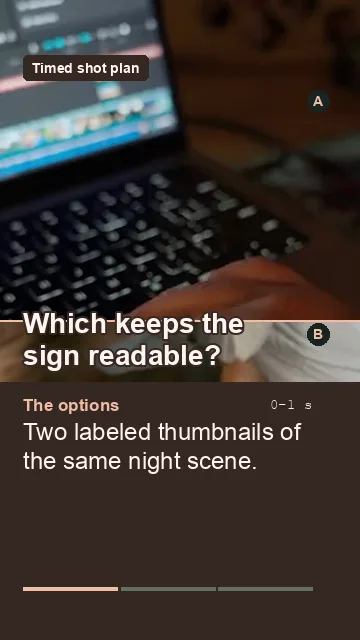 Timed shot plan
A
Which keeps the
sign readable?
B
The options
0–1 s
Two labeled thumbnails of
the same night scene.